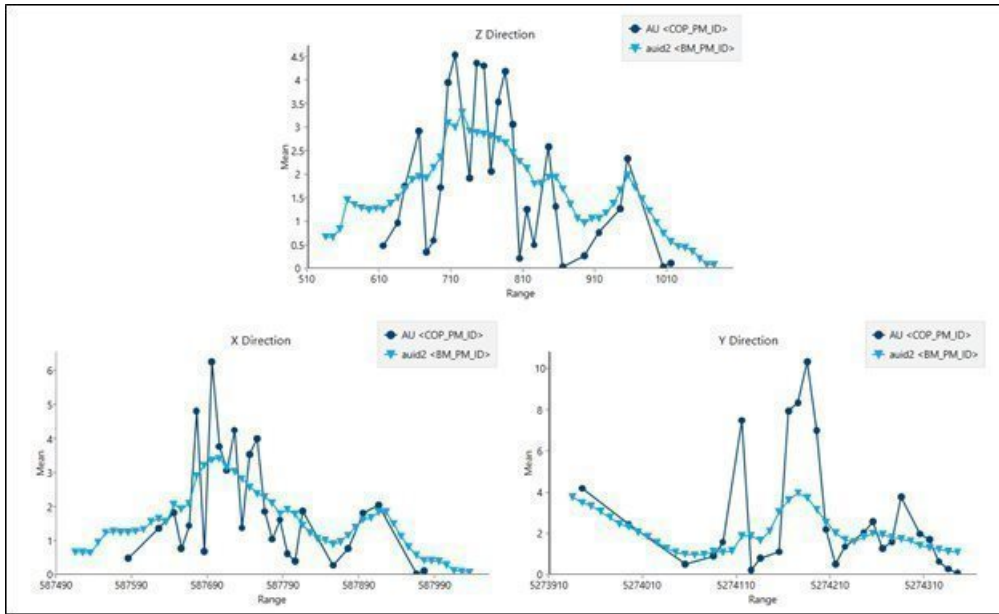 Z Direction
AU <COP_PM_ID>
auid2 <BM_PM_ID>
Mean
4.5
4
3.5
3
2.5
2
1.5
1
0.5
0
510 610 710 810 910 1010
Range
X Direction
AU <COP_PM_ID>
auid2 <BM_PM_ID>
Mean
6
5
4
3
2
1
0
587490 587590 587690 587790 587890 587990
Range
Y Direction
AU <COP_PM_ID>
auid2 <BM_PM_ID>
Mean
10
8
6
4
2
0
5273910 5274010 5274110 5274210 5274310
Range